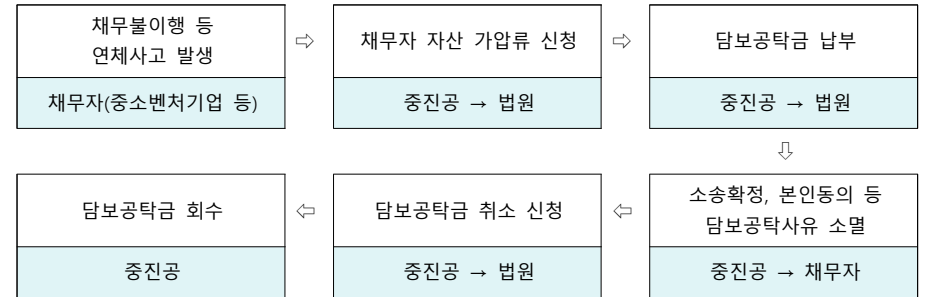 채무불이행 등
연체사고 발생
채무자(중소벤처기업 등)
⇨
채무자 자산 가압류 신청
중진공 → 법원
⇨
담보공탁금 납부
중진공 → 법원
⇩
소송확정, 본인동의 등
담보공탁사유 소멸
중진공 → 채무자
⇦
담보공탁금 취소 신청
중진공 → 법원
⇦
담보공탁금 회수
중진공